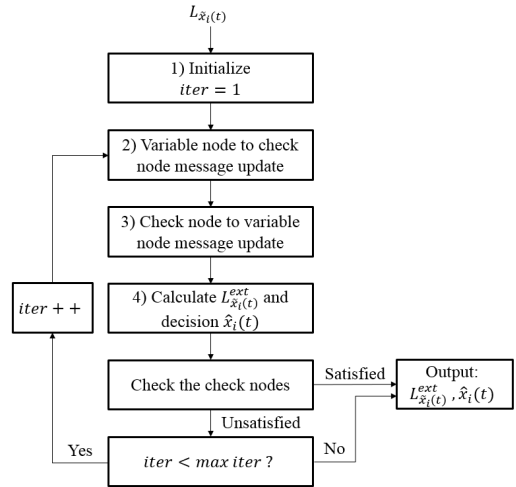 L_{x̃_i(t)}
1) Initialize
iter = 1
2) Variable node to check
node message update
3) Check node to variable
node message update
4) Calculate L^{ext}_{x̃_i(t)} and
decision x̂_i(t)
iter + +
Check the check nodes
Satisfied
Output:
L^{ext}_{x̃_i(t)} , x̂_i(t)
Unsatisfied
Yes
iter < max iter ?
No